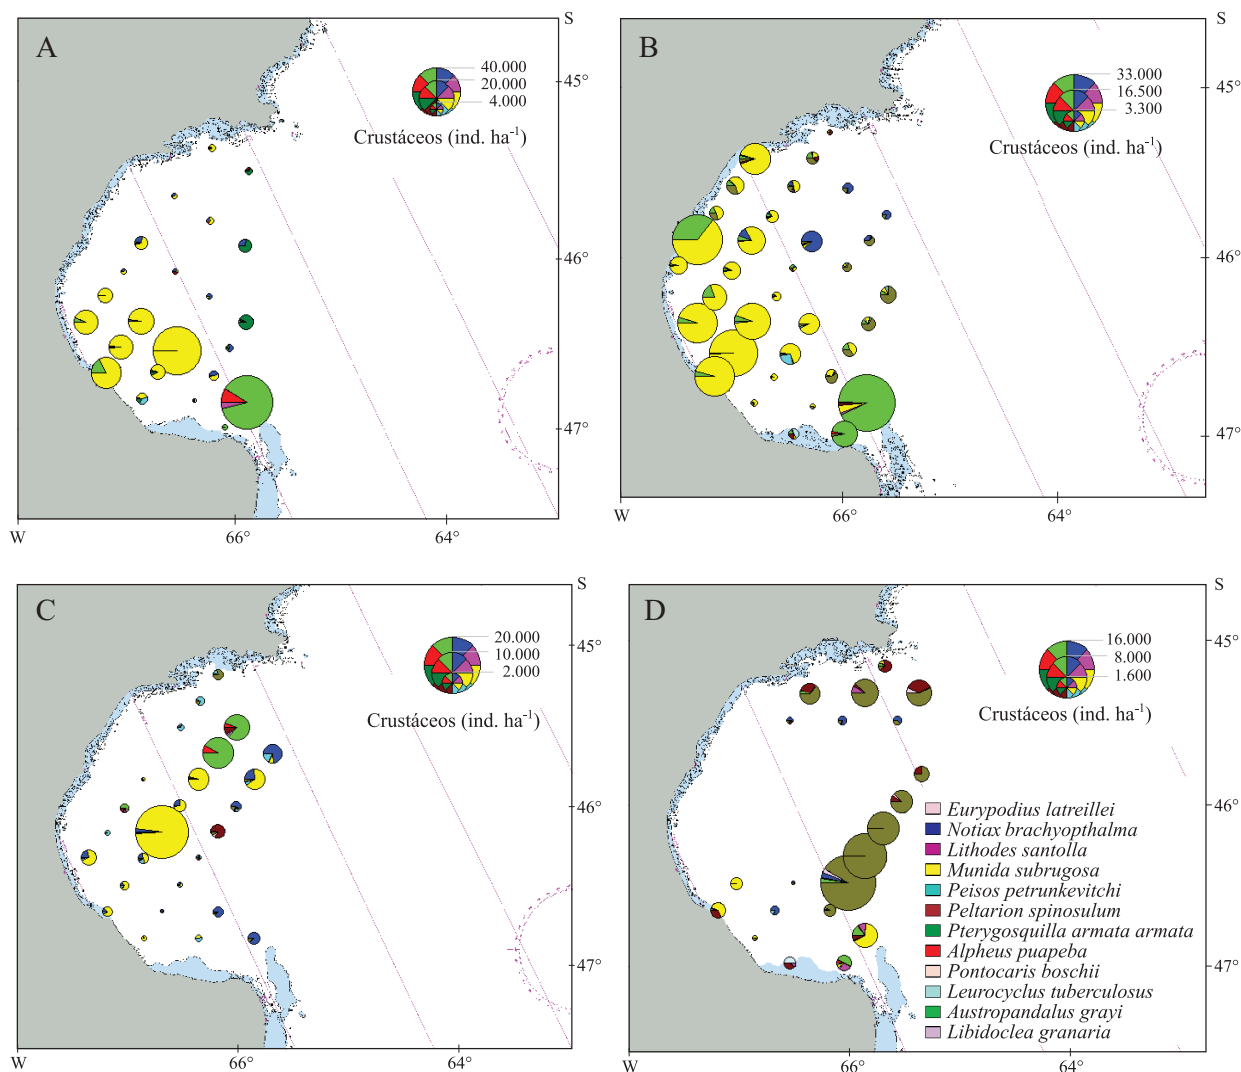 A
S
40.000
20.000
4.000
Crustáceos (ind. ha⁻¹)
45°
46°
47°
W
66°
64°
B
S
33.000
16.500
3.300
Crustáceos (ind. ha⁻¹)
45°
46°
47°
W
66°
64°
C
S
20.000
10.000
2.000
Crustáceos (ind. ha⁻¹)
45°
46°
47°
W
66°
64°
D
S
16.000
8.000
1.600
Crustáceos (ind. ha⁻¹)
45°
46°
47°
W
66°
64°
Eurypodius latreillei
Notiax brachyopthalma
Lithodes santolla
Munida subrugosa
Peisos petrunkevitchi
Peltarion spinosulum
Pterygosquilla armata armata
Alpheus puapeba
Pontocaris boschii
Leurocyclus tuberculosus
Austropandalus grayi
Libidoclea granaria